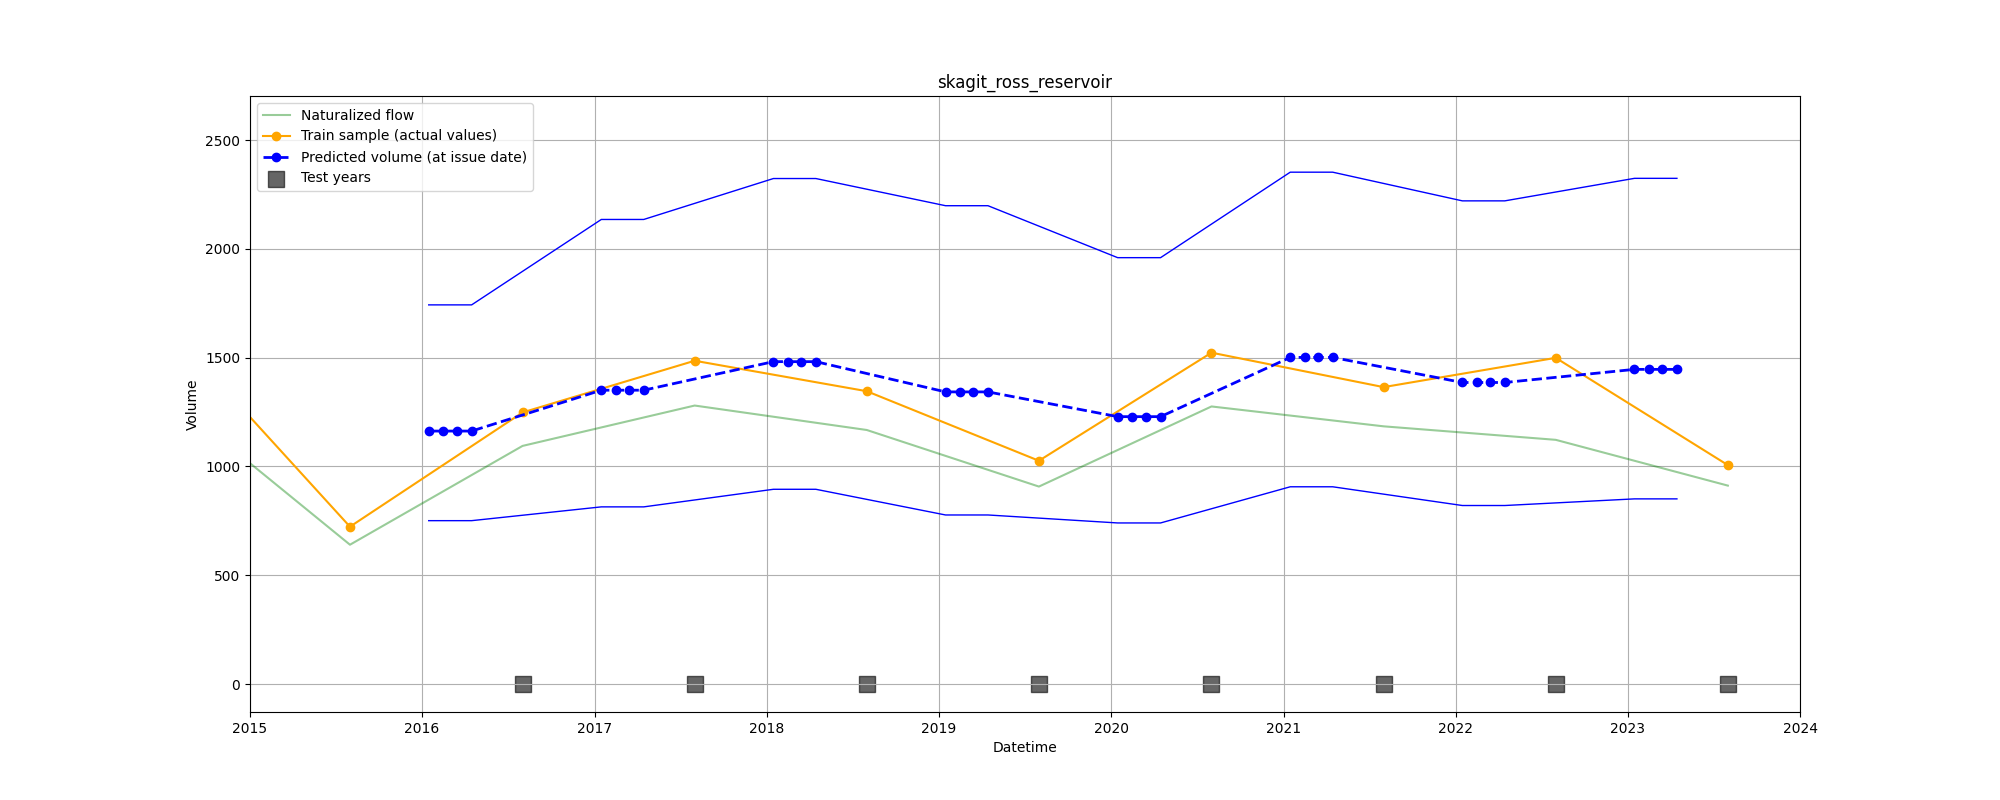 skagit_ross_reservoir
Naturalized flow
Train sample (actual values)
Predicted volume (at issue date)
Test years
2500
2000
1500
1000
500
0
Volume
2015 2016 2017 2018 2019 2020 2021 2022 2023 2024
Datetime